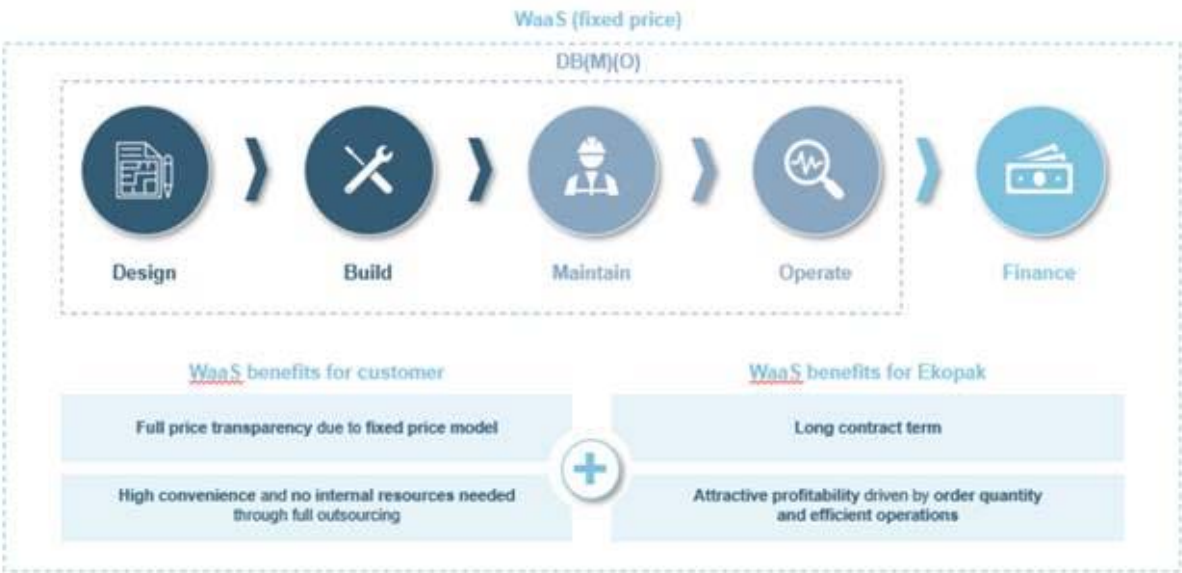 WaaS (fixed price)
DB(M)(O)
Design
Build
Maintain
Operate
Finance
WaaS benefits for customer
Full price transparency due to fixed price model
High convenience and no internal resources needed
through full outsourcing
WaaS benefits for Ekopak
Long contract term
Attractive profitability driven by order quantity
and efficient operations